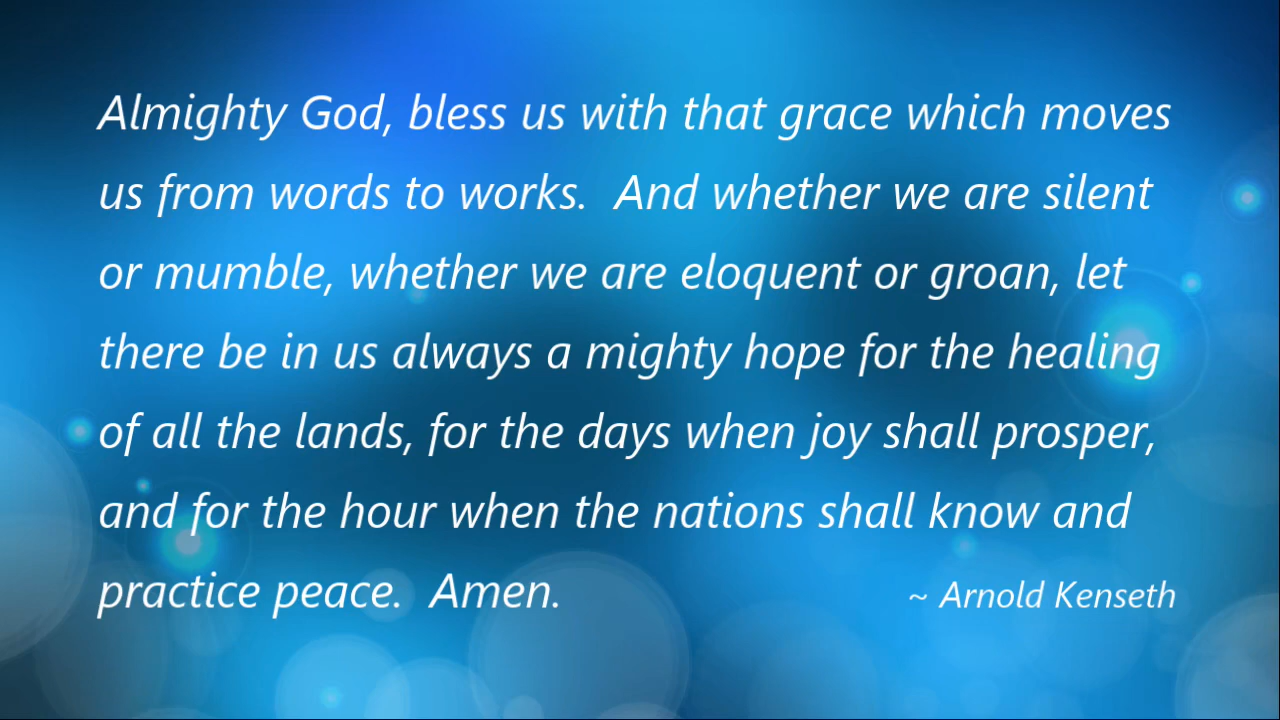 Almighty God, bless us with that grace which moves
us from words to works.  And whether we are silent
or mumble, whether we are eloquent or groan, let
there be in us always a mighty hope for the healing
of all the lands, for the days when joy shall prosper,
and for the hour when the nations shall know and
practice peace.  Amen.
~ Arnold Kenseth